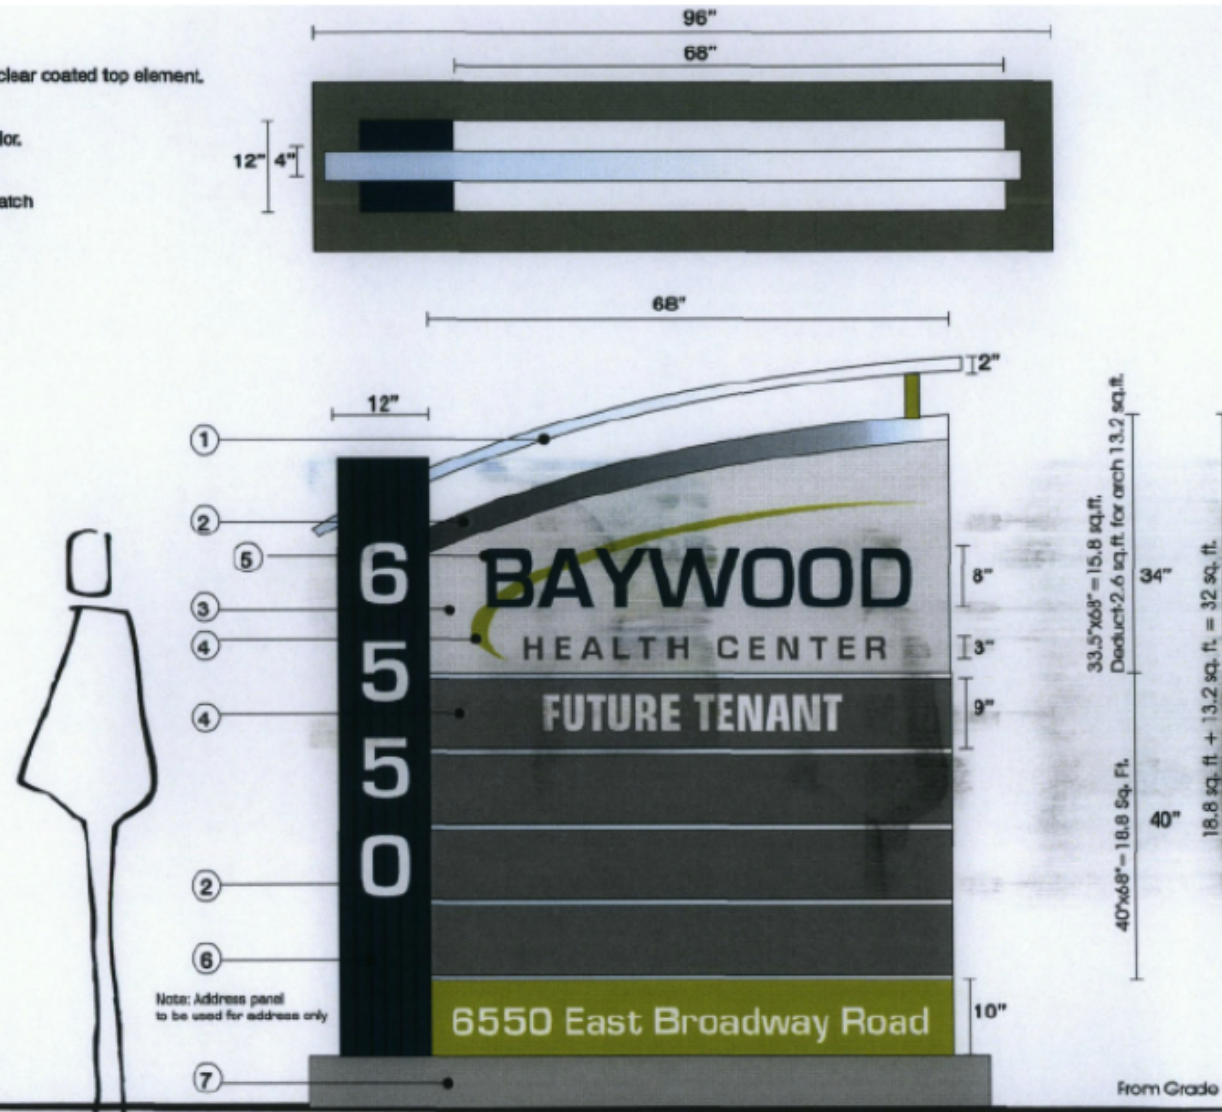 96"
clear coated top element.
68"
lor.
12" 4"
atch
68"
2"
12"
1
2
5
3
4
4
2
6
7
6
5
5
0
BAYWOOD
HEALTH CENTER
FUTURE TENANT
6550 East Broadway Road
8"
3"
9"
10"
33.5"x68"=15.8 sq.ft.
Deduct 2.6 sq.ft. for arch 13.2 sq.ft.
34"
40"x68"=18.8 Sq. Ft.
40"
18.8 sq. ft + 13.2 sq. ft. = 32 sq. ft.
Note: Address panel
to be used for address only
From Grade